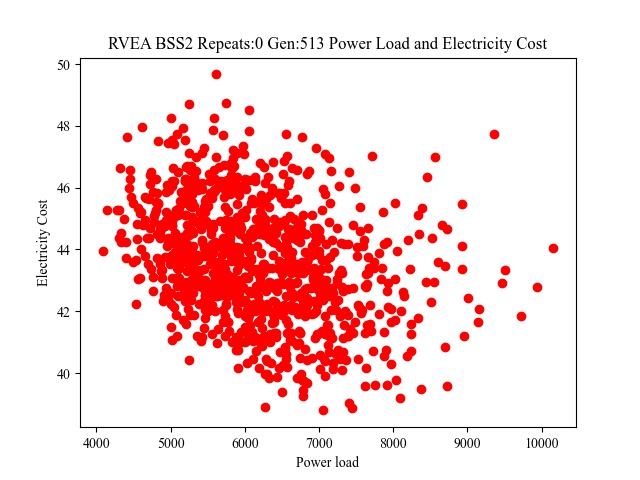 RVEA BSS2 Repeats:0 Gen:513 Power Load and Electricity Cost
50
48
46
44
42
40
Electricity Cost
4000 5000 6000 7000 8000 9000 10000
Power load